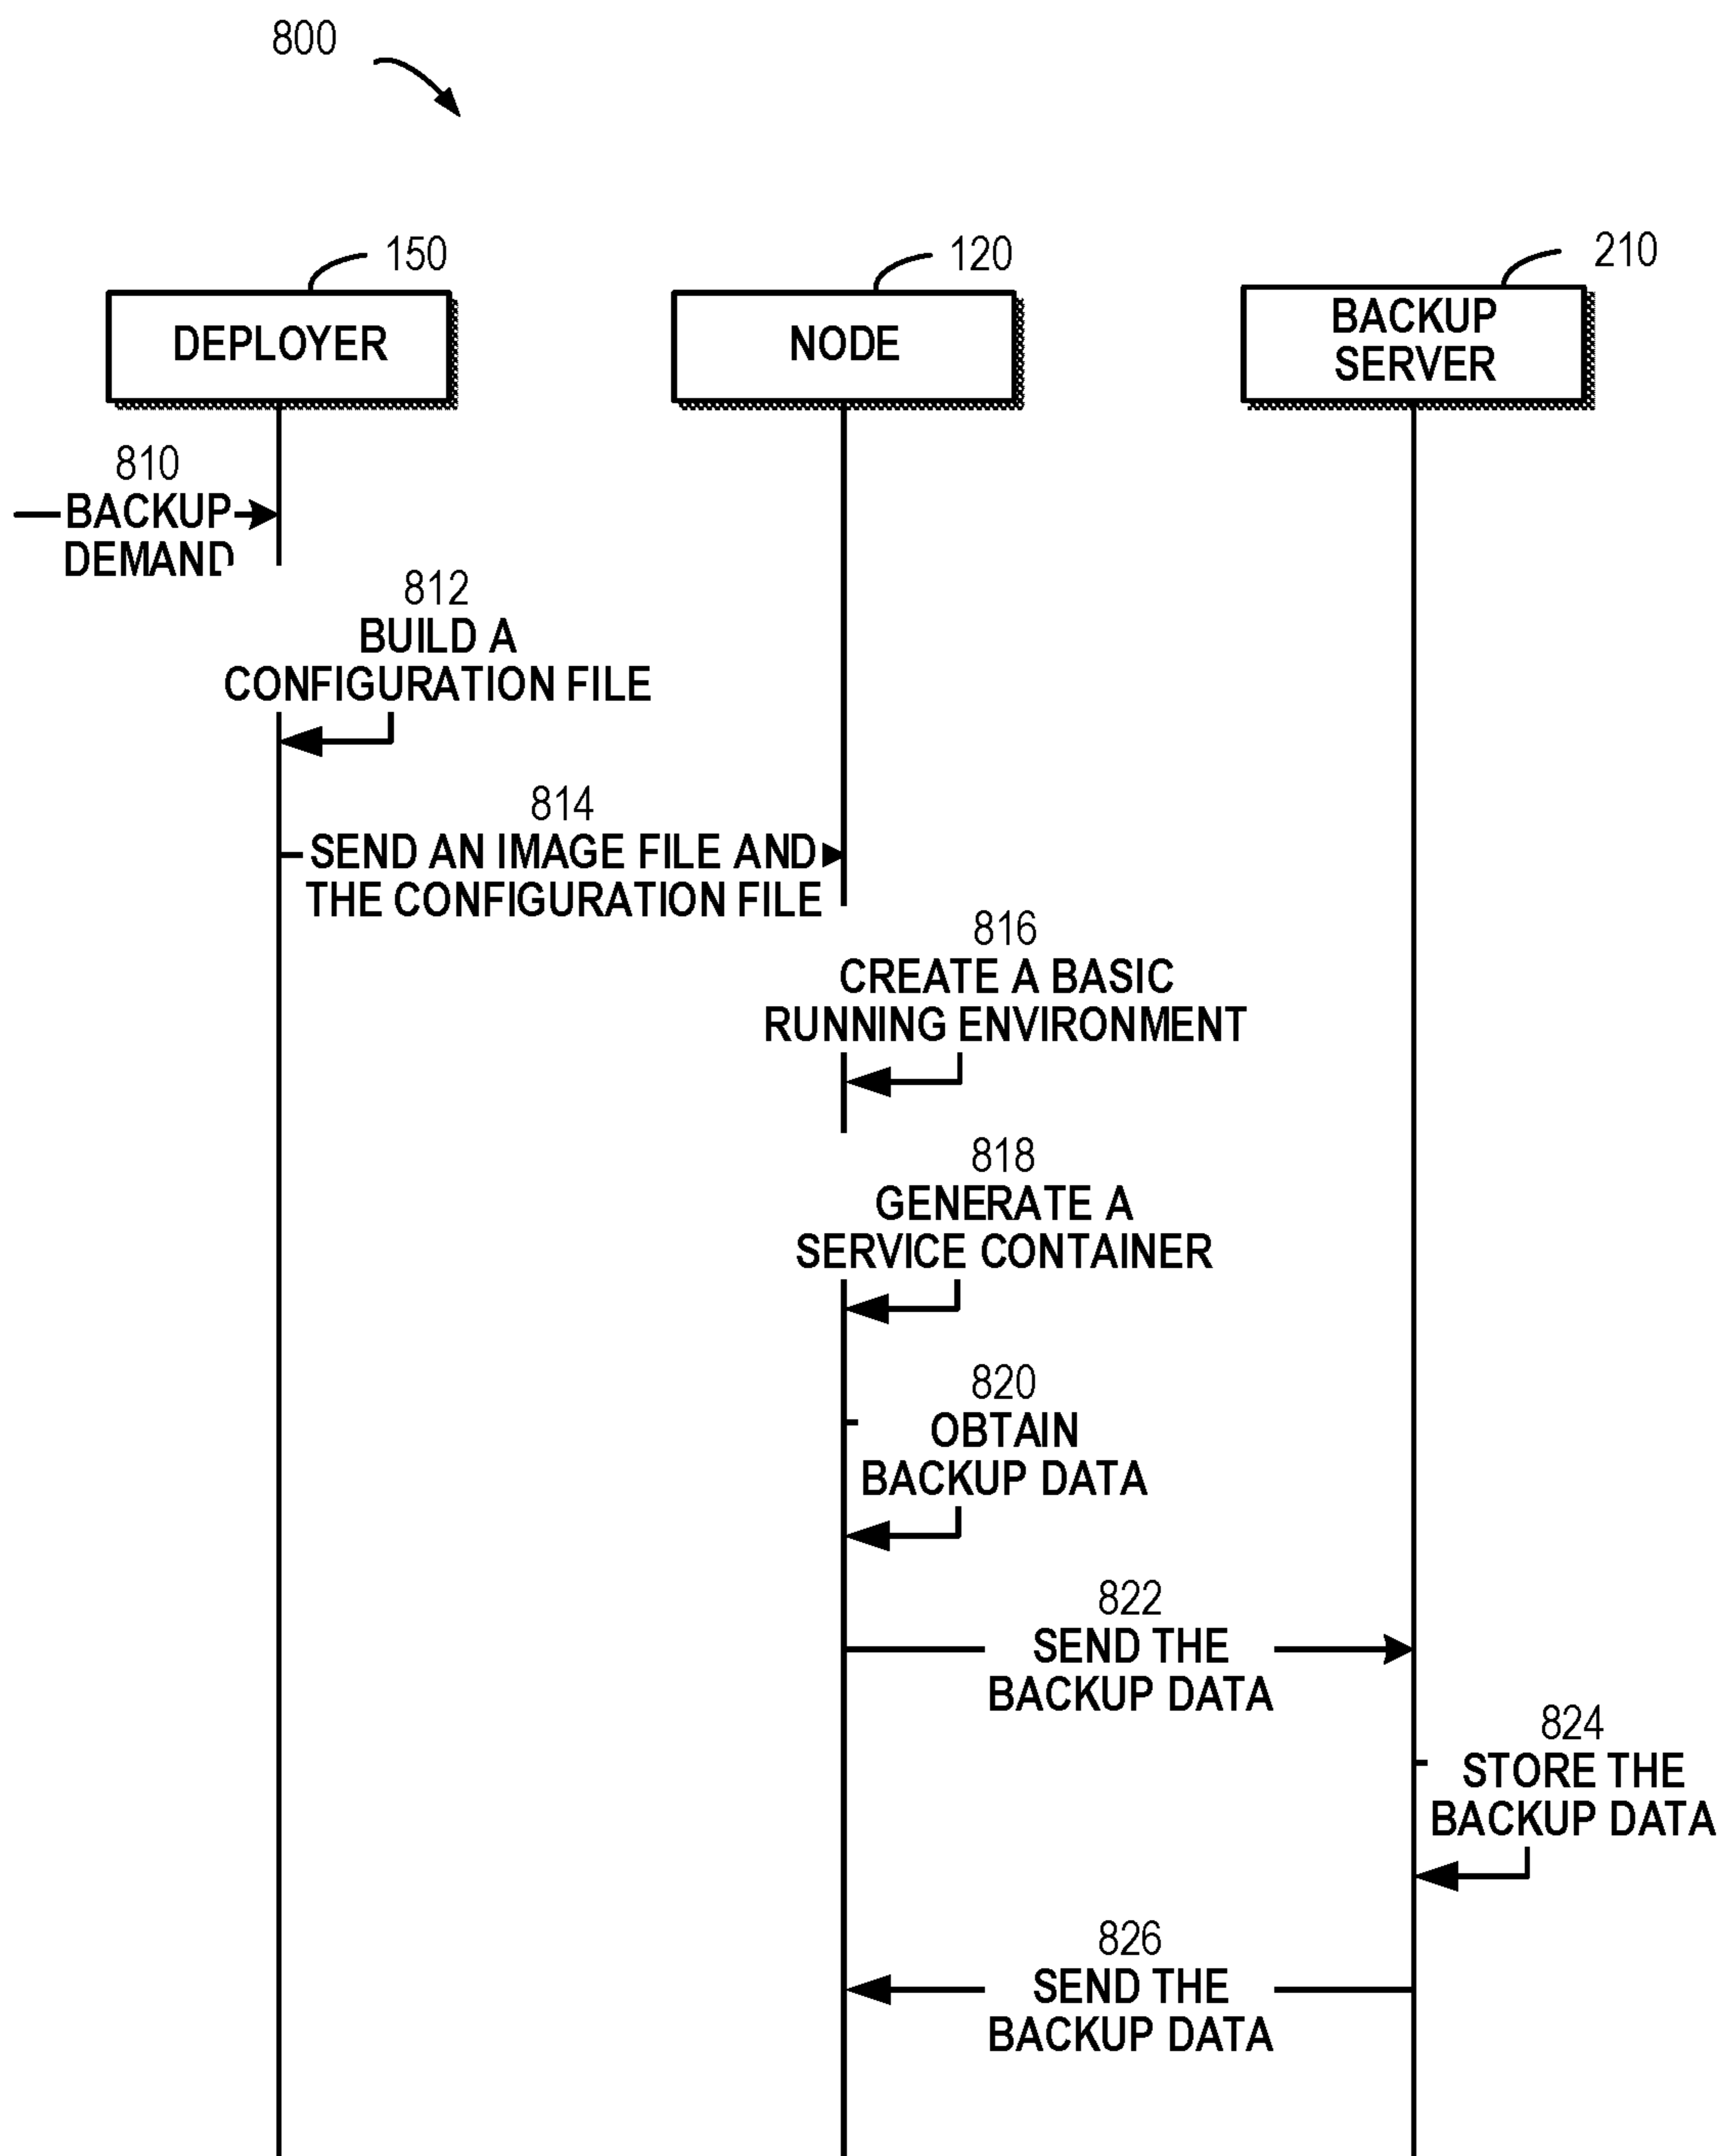 800
150
120
210
DEPLOYER
NODE
BACKUP
SERVER
810
BACKUP
DEMAND
812
BUILD A
CONFIGURATION FILE
814
SEND AN IMAGE FILE AND
THE CONFIGURATION FILE
816
CREATE A BASIC
RUNNING ENVIRONMENT
818
GENERATE A
SERVICE CONTAINER
820
OBTAIN
BACKUP DATA
822
SEND THE
BACKUP DATA
824
STORE THE
BACKUP DATA
826
SEND THE
BACKUP DATA